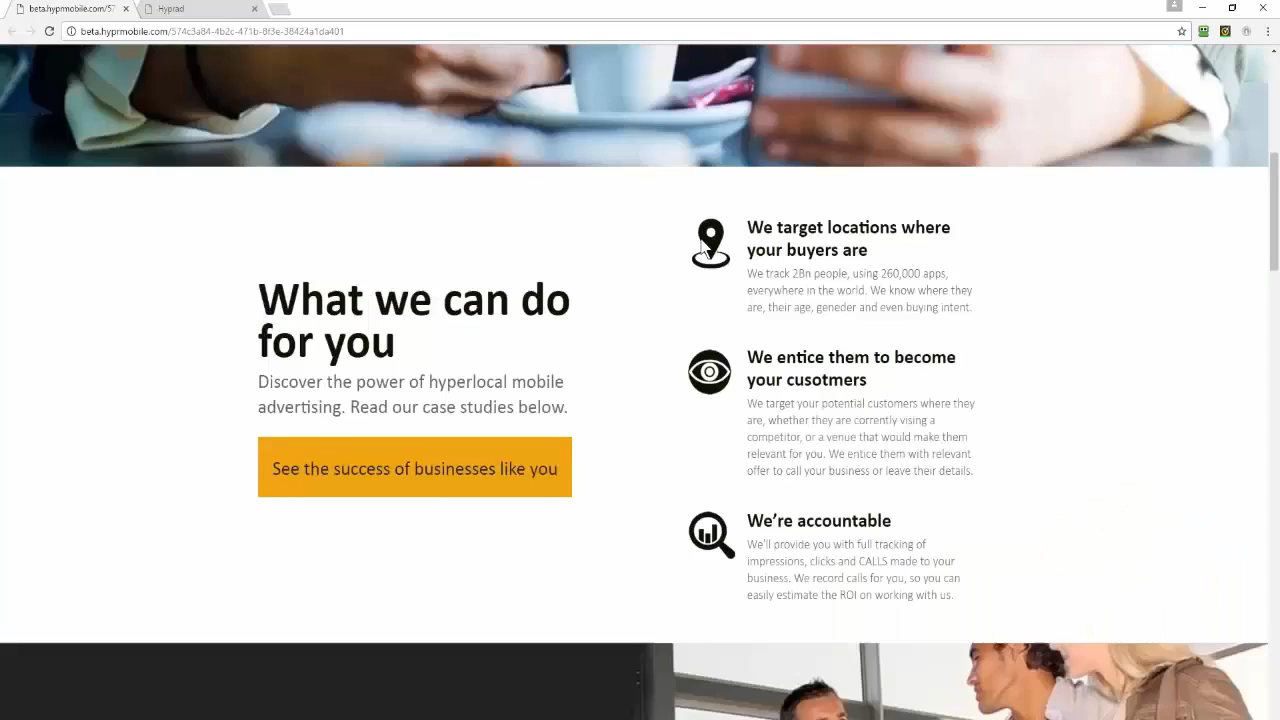 beta.hyprmobile.com/57
Hyprad
beta.hyprmobile.com/574c3a84-4b2c-471b-8f3e-38424a1da401
What we can do
for you
Discover the power of hyperlocal mobile
advertising. Read our case studies below.
See the success of businesses like you
We target locations where
your buyers are
We track 2Bn people, using 260,000 apps,
everywhere in the world. We know where they
are, their age, geneder and even buying intent.
We entice them to become
your cusotmers
We target your potential customers where they
are, whether they are corrently vising a
competitor, or a venue that would make them
relevant for you. We entice them with relevant
offer to call your business or leave their details.
We're accountable
We'll provide you with full tracking of
impressions, clicks and CALLS made to your
business. We record calls for you, so you can
easily estimate the ROI on working with us.